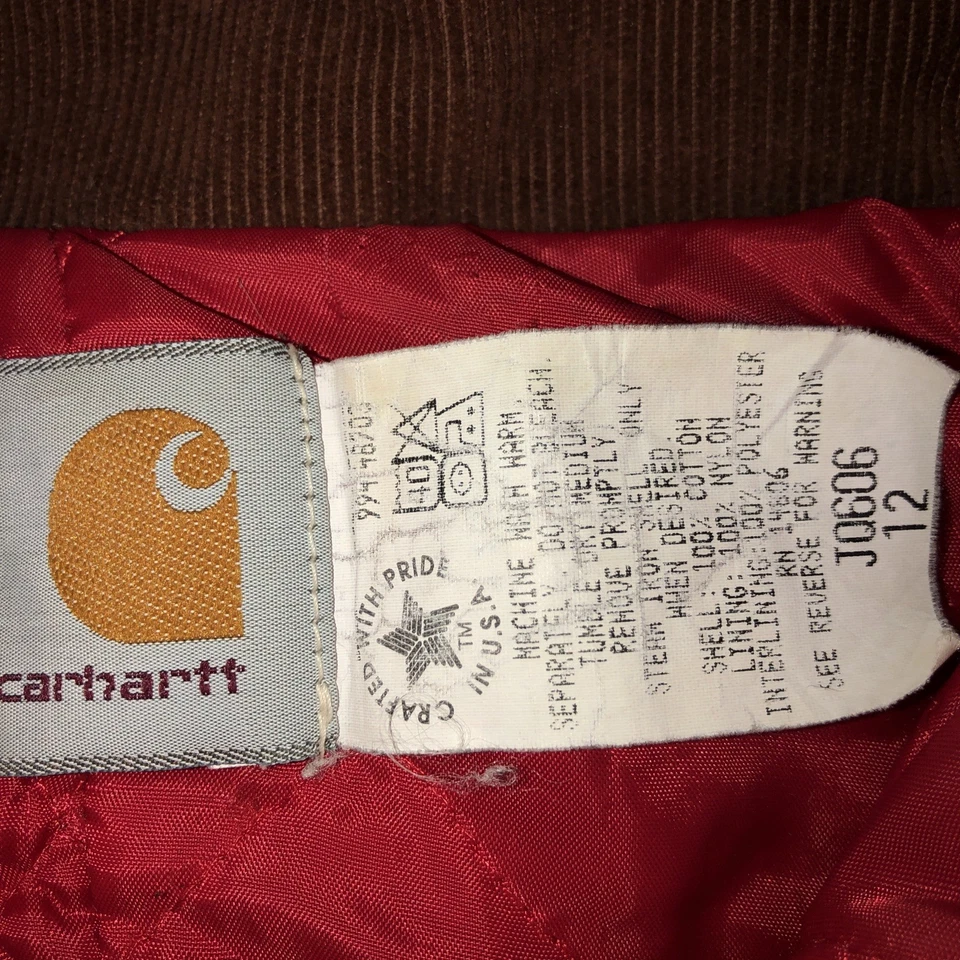 carhartt
CRAFTED WITH PRIDE
IN U.S.A
TM
MACHINE WASH WARM
SEPARATELY. DO NOT BLEACH.
TUMBLE DRY MEDIUM
REMOVE PROMPTLY.
STEAM IRON SHELL ONLY
WHEN DESIRED
SHELL: 100% COTTON
LINING: 100% NYLON
INTERLINING:100% POLYESTER
RN 14806
SEE REVERSE FOR WARNING
JQ606
12